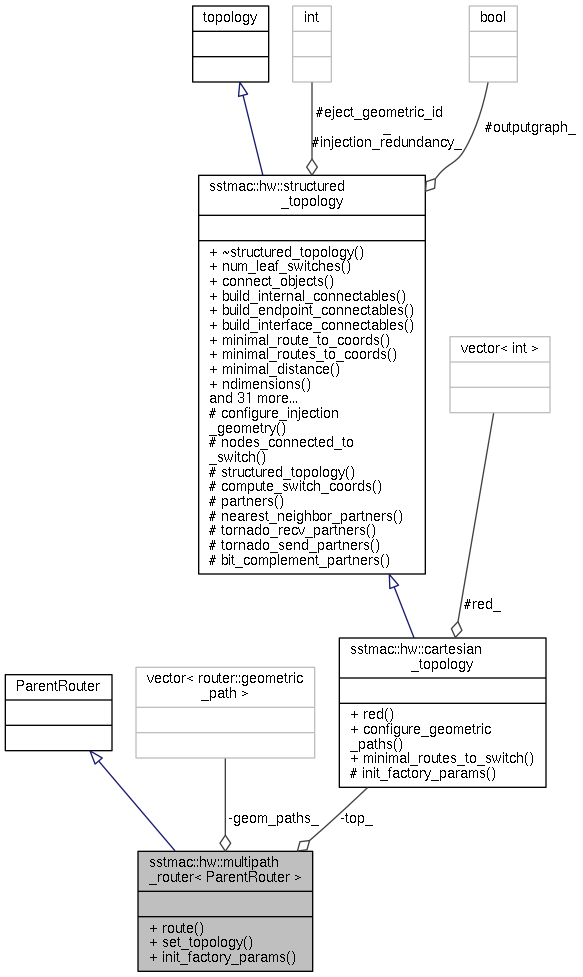 topology
int
bool
#eject_geometric_id
_
#injection_redundancy_
#outputgraph_
sstmac::hw::structured
_topology
+ ~structured_topology()
+ num_leaf_switches()
+ connect_objects()
+ build_internal_connectables()
+ build_endpoint_connectables()
+ build_interface_connectables()
+ minimal_route_to_coords()
+ minimal_routes_to_coords()
+ minimal_distance()
+ ndimensions()
and 31 more...
# configure_injection
_geometry()
# nodes_connected_to
_switch()
# structured_topology()
# compute_switch_coords()
# partners()
# nearest_neighbor_partners()
# tornado_recv_partners()
# tornado_send_partners()
# bit_complement_partners()
vector< int >
#red_
sstmac::hw::cartesian
_topology
+ red()
+ configure_geometric
_paths()
+ minimal_routes_to_switch()
# init_factory_params()
ParentRouter
vector< router::geometric
_path >
-geom_paths_
-top_
sstmac::hw::multipath
_router< ParentRouter >
+ route()
+ set_topology()
+ init_factory_params()